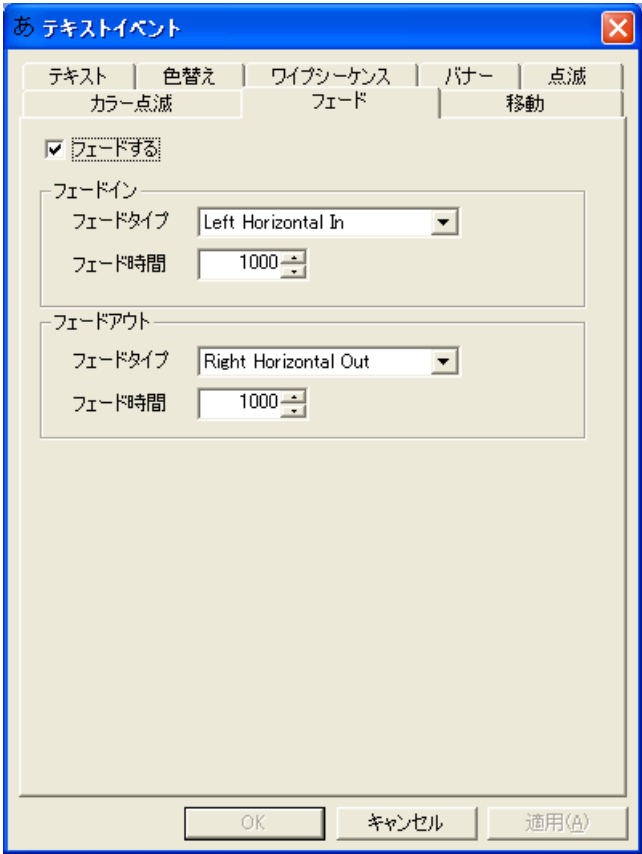 あ テキストイベント
テキスト 色替え ワイプシーケンス バナー 点滅
カラー点滅 フェード 移動
フェードする
フェードイン
フェードタイプ Left Horizontal In
フェード時間 1000
フェードアウト
フェードタイプ Right Horizontal Out
フェード時間 1000
OK キャンセル 適用(A)